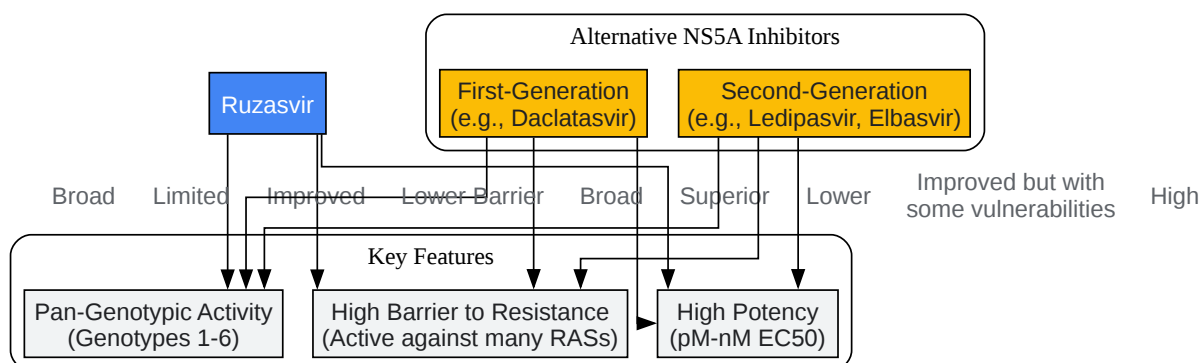 Alternative NS5A Inhibitors
Ruzasvir
First-Generation
(e.g., Daclatasvir)
Second-Generation
(e.g., Ledipasvir, Elbasvir)
Broad
Limited
Improved
Lower Barrier
Broad
Superior
Lower
Improved but with
some vulnerabilities
High
Key Features
Pan-Genotypic Activity
(Genotypes 1-6)
High Barrier to Resistance
(Active against many RASs)
High Potency
(pM-nM EC50)